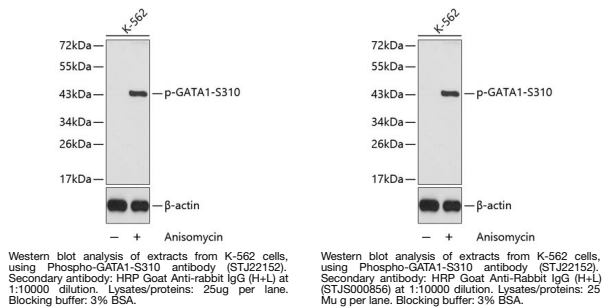 K-562
72kDa
55kDa
43kDa
p-GATA1-S310
34kDa
26kDa
17kDa
β-actin
– + Anisomycin
Western blot analysis of extracts from K-562 cells,
using Phospho-GATA1-S310 antibody (STJ22152).
Secondary antibody: HRP Goat Anti-rabbit IgG (H+L) at
1:10000 dilution. Lysates/proteins: 25ug per lane.
Blocking buffer: 3% BSA.
K-562
72kDa
55kDa
43kDa
p-GATA1-S310
34kDa
26kDa
17kDa
β-actin
– + Anisomycin
Western blot analysis of extracts from K-562 cells,
using Phospho-GATA1-S310 antibody (STJ22152).
Secondary antibody: HRP Goat Anti-Rabbit IgG (H+L)
(STJS000856) at 1:10000 dilution. Lysates/proteins: 25
Mu g per lane. Blocking buffer: 3% BSA.